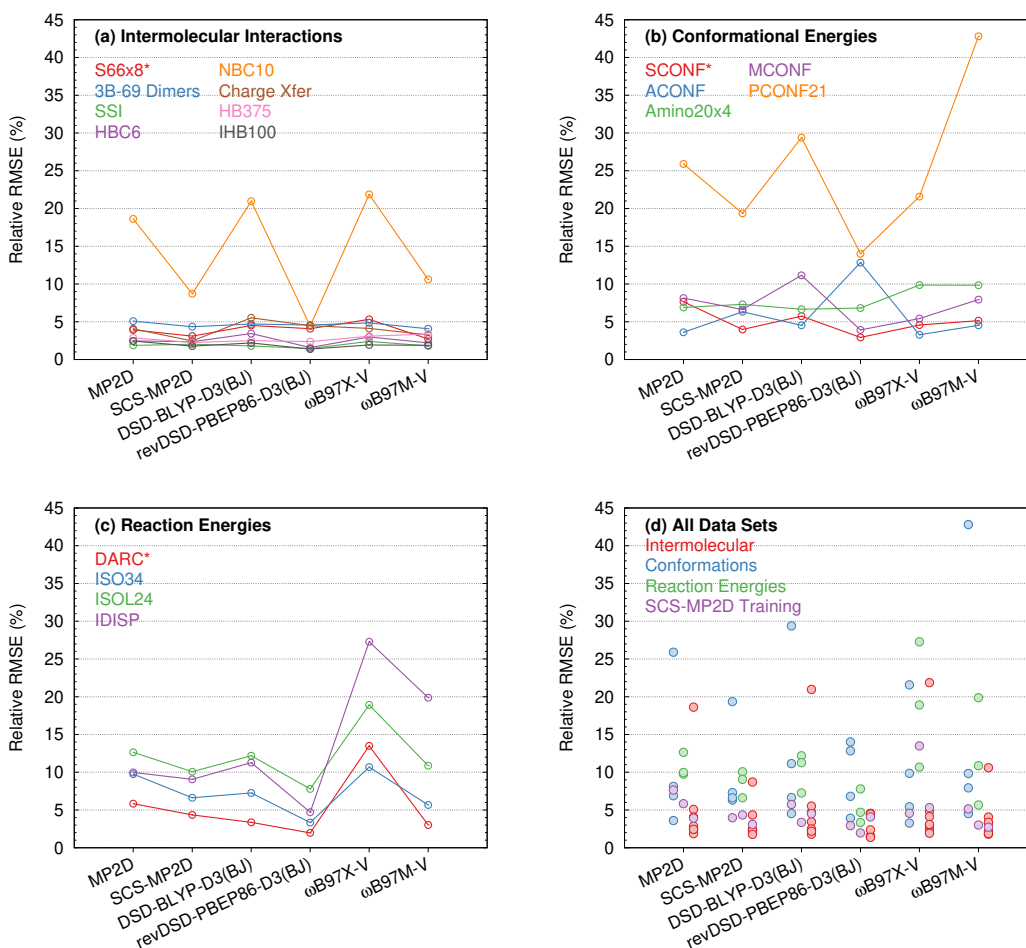 (a) Intermolecular Interactions
S66x8*
3B-69 Dimers
SSI
HBC6
NBC10
Charge Xfer
HB375
IHB100
Relative RMSE (%)
45
40
35
30
25
20
15
10
5
0
MP2D
SCS-MP2D
DSD-BLYP-D3(BJ)
revDSD-PBEP86-D3(BJ)
ωB97X-V
ωB97M-V
(b) Conformational Energies
SCONF*
ACONF
Amino20x4
MCONF
PCONF21
Relative RMSE (%)
45
40
35
30
25
20
15
10
5
0
MP2D
SCS-MP2D
DSD-BLYP-D3(BJ)
revDSD-PBEP86-D3(BJ)
ωB97X-V
ωB97M-V
(c) Reaction Energies
DARC*
ISO34
ISOL24
IDISP
Relative RMSE (%)
45
40
35
30
25
20
15
10
5
0
MP2D
SCS-MP2D
DSD-BLYP-D3(BJ)
revDSD-PBEP86-D3(BJ)
ωB97X-V
ωB97M-V
(d) All Data Sets
Intermolecular
Conformations
Reaction Energies
SCS-MP2D Training
Relative RMSE (%)
45
40
35
30
25
20
15
10
5
0
MP2D
SCS-MP2D
DSD-BLYP-D3(BJ)
revDSD-PBEP86-D3(BJ)
ωB97X-V
ωB97M-V